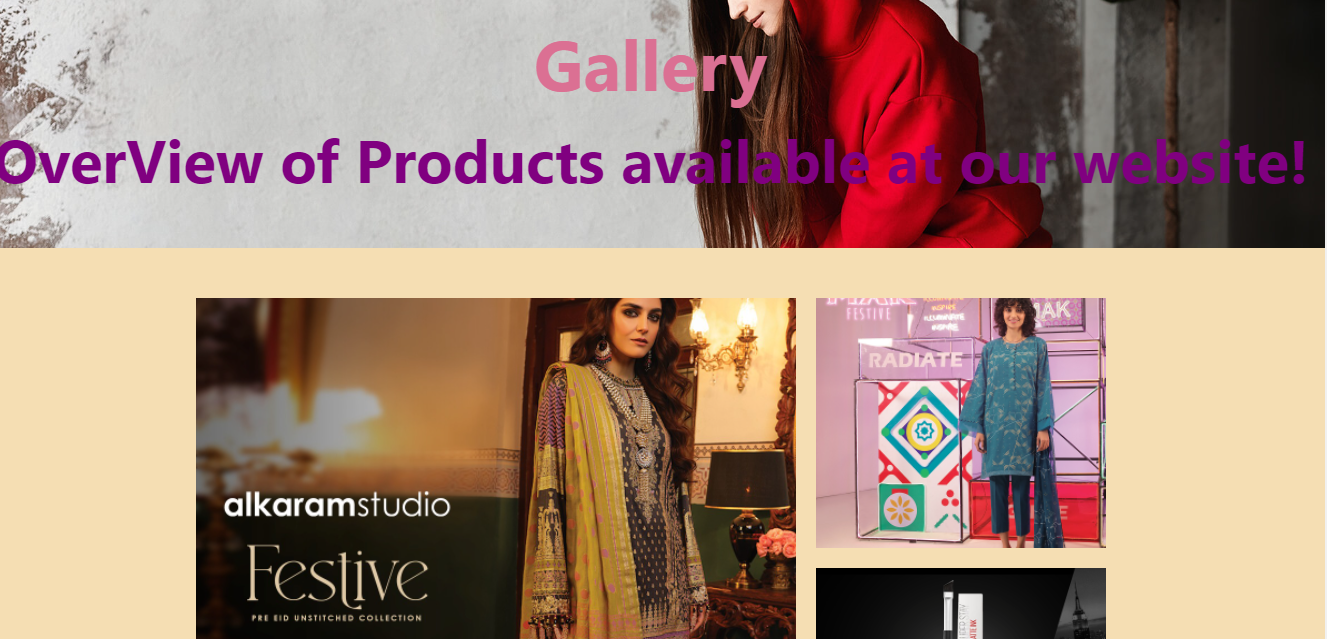 Gallery
OverView of Products available at our website!
alkaramstudio
Festive
PRE EID UNSTITCHED COLLECTION
FESTIVE
RADIATE